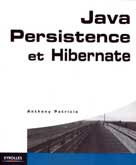 Java
Persistence
et Hibernate
Anthony Patricio
EYROLLES